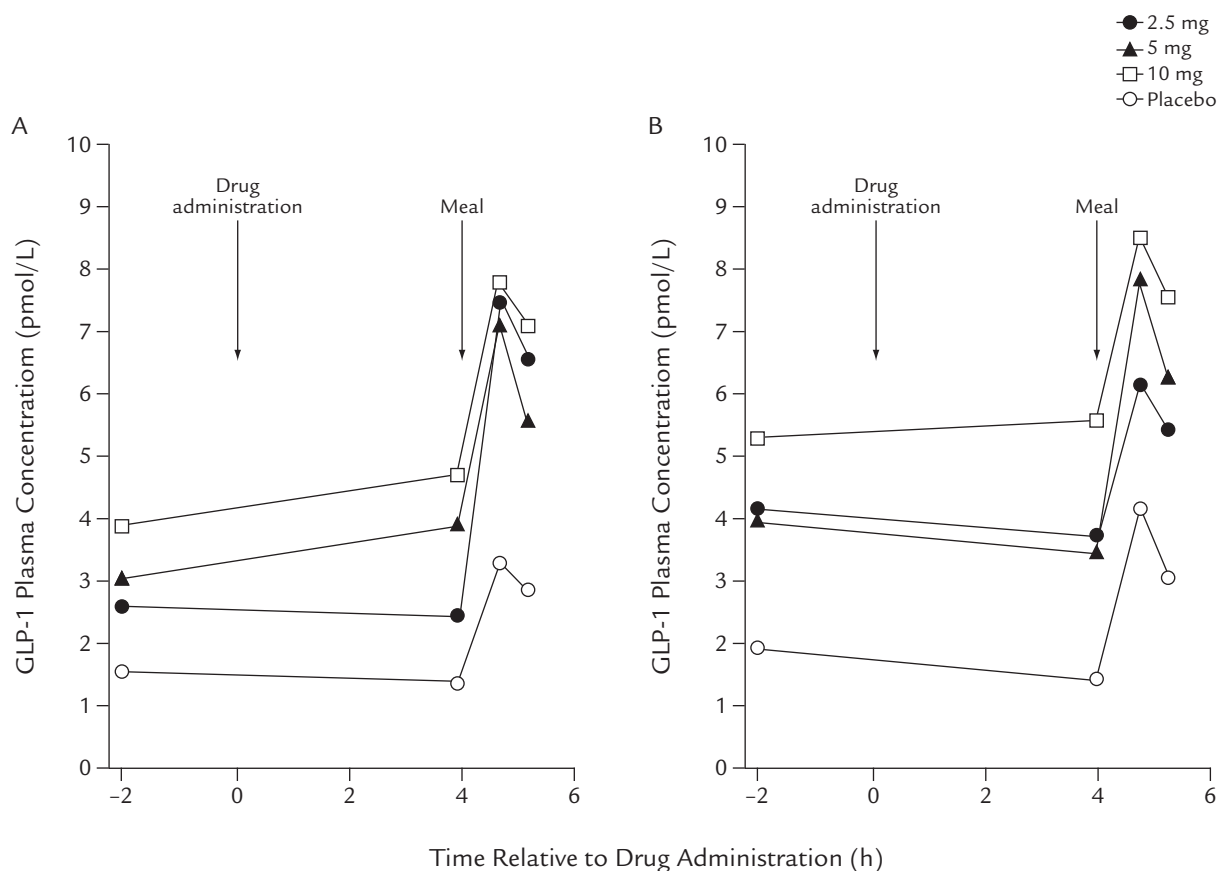 2.5 mg
5 mg
10 mg
Placebo
A
10
9
8
7
6
5
4
3
2
1
0
GLP-1 Plasma Concentratiom (pmol/L)
Drug
administration
Meal
–2
0
2
4
6
B
10
9
8
7
6
5
4
3
2
1
0
GLP-1 Plasma Concentratiom (pmol/L)
Drug
administration
Meal
–2
0
2
4
6
Time Relative to Drug Administration (h)